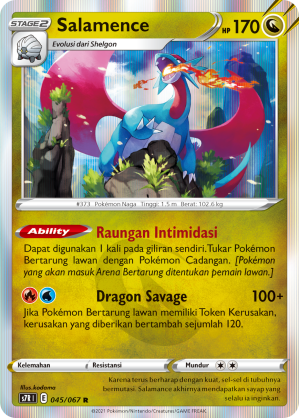 STAGE2 Salamence HP 170
Evolusi dari Shelgon
#373 Pokémon Naga Tinggi: 1.5 m Berat: 102.6 kg
Ability Raungan Intimidasi
Dapat digunakan 1 kali pada giliran sendiri. Tukar Pokémon
Bertarung lawan dengan Pokémon Cadangan. [Pokémon
yang akan masuk Arena Bertarung ditentukan pemain lawan.]
Dragon Savage 100+
Jika Pokémon Bertarung lawan memiliki Token Kerusakan,
kerusakan yang diberikan bertambah sejumlah 120.
Kelemahan Resistansi Mundur
Illus. kodama
S7R I E 045/067 R
Karena terus berharap dengan kuat, sel-sel di tubuhnya
bermutasi. Salamence akhirnya mendapatkan sayap yang
selalu ia inginkan.
©2021 Pokémon/Nintendo/Creatures/GAME FREAK.